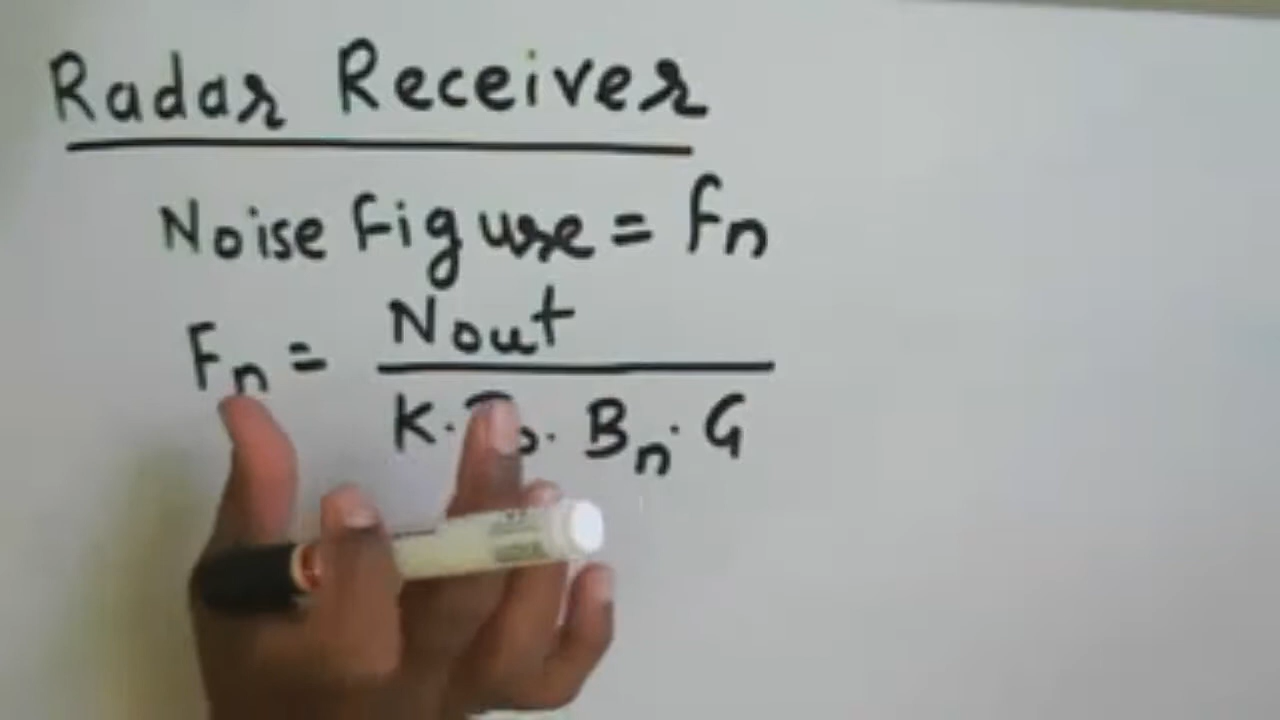 Radar Receiver
Noise Figure = Fn
Fn = Nout
K. . Bn. G